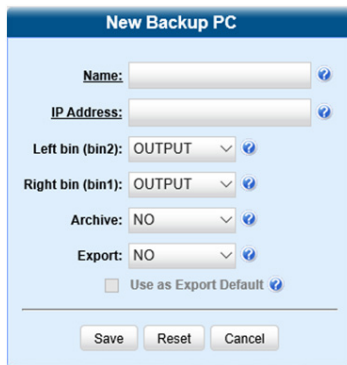 New Backup PC
Name:
IP Address:
Left bin (bin2): OUTPUT
Right bin (bin1): OUTPUT
Archive: NO
Export: NO
Use as Export Default
Save Reset Cancel